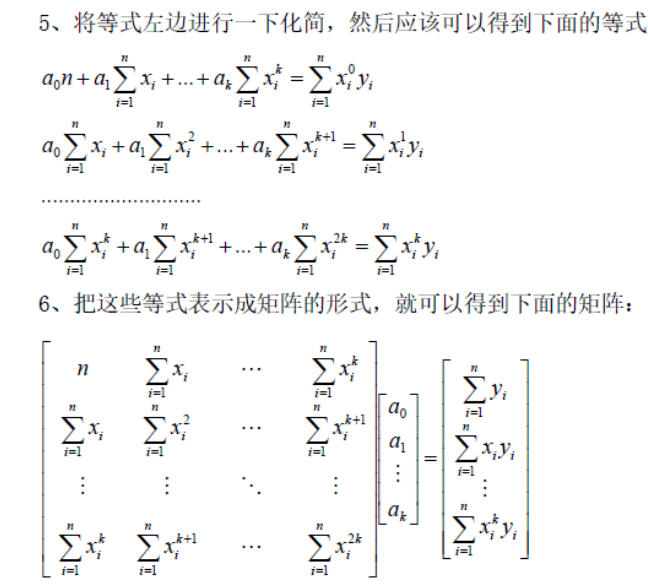 5、将等式左边进行一下化简，然后应该可以得到下面的等式
$a_0 n + a_1 \sum_{i=1}^{n} x_i + ... + a_k \sum_{i=1}^{n} x_i^k = \sum_{i=1}^{n} x_i^0 y_i$
$a_0 \sum_{i=1}^{n} x_i + a_1 \sum_{i=1}^{n} x_i^2 + ... + a_k \sum_{i=1}^{n} x_i^{k+1} = \sum_{i=1}^{n} x_i^1 y_i$
............................
$a_0 \sum_{i=1}^{n} x_i^k + a_1 \sum_{i=1}^{n} x_i^{k+1} + ... + a_k \sum_{i=1}^{n} x_i^{2k} = \sum_{i=1}^{n} x_i^k y_i$
6、把这些等式表示成矩阵的形式，就可以得到下面的矩阵：
$\begin{bmatrix} n & \sum_{i=1}^{n} x_i & \cdots & \sum_{i=1}^{n} x_i^k \\ \sum_{i=1}^{n} x_i & \sum_{i=1}^{n} x_i^2 & \cdots & \sum_{i=1}^{n} x_i^{k+1} \\ \vdots & \vdots & \ddots & \vdots \\ \sum_{i=1}^{n} x_i^k & \sum_{i=1}^{n} x_i^{k+1} & \cdots & \sum_{i=1}^{n} x_i^{2k} \end{bmatrix} \begin{bmatrix} a_0 \\ a_1 \\ \vdots \\ a_k \end{bmatrix} = \begin{bmatrix} \sum_{i=1}^{n} y_i \\ \sum_{i=1}^{n} x_i y_i \\ \vdots \\ \sum_{i=1}^{n} x_i^k y_i \end{bmatrix}$